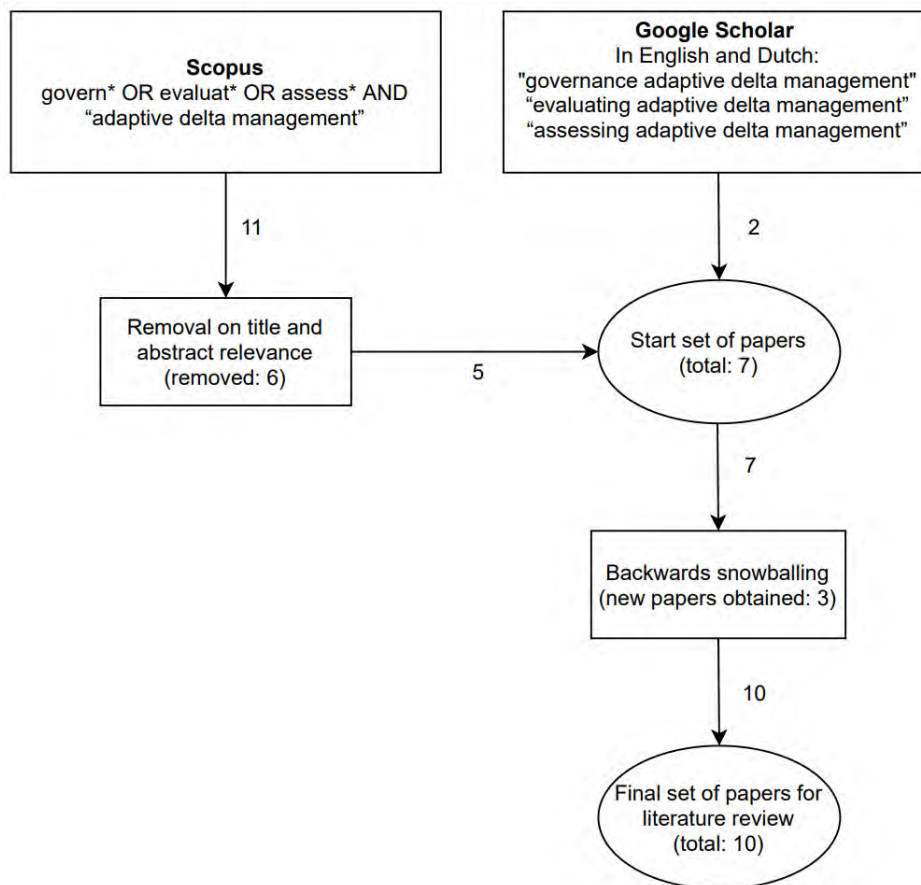 Scopus
govern* OR evaluat* OR assess* AND
“adaptive delta management”
Google Scholar
In English and Dutch:
"governance adaptive delta management"
“evaluating adaptive delta management”
“assessing adaptive delta management”
11
2
Removal on title and
abstract relevance
(removed: 6)
5
Start set of papers
(total: 7)
7
Backwards snowballing
(new papers obtained: 3)
10
Final set of papers for
literature review
(total: 10)